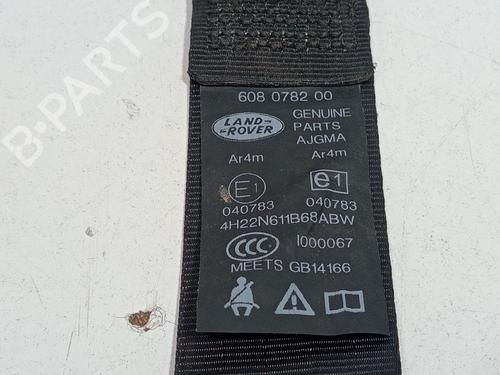 608 0782 00
LAND-
-ROVER
GENUINE
PARTS
AJGMA
Ar4m
Ar4m
E1
e1
040783
040783
4H22N611B68ABW
CCC
I000067
MEETS GB14166
B-PARTS
B-PARTS